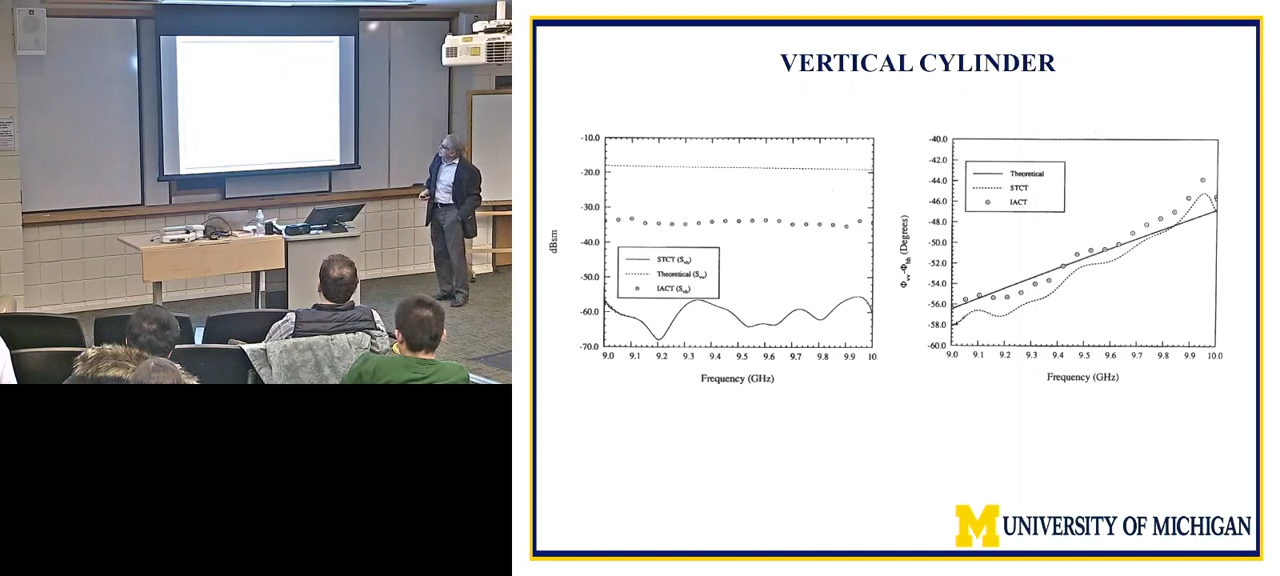 VERTICAL CYLINDER
-10.0
-20.0
-30.0
-40.0
-50.0
-60.0
-70.0
dBsm
STCT (Svh)
Theoretical (Svv)
IACT (Svh)
9.0 9.1 9.2 9.3 9.4 9.5 9.6 9.7 9.8 9.9 10.
Frequency (GHz)
-40.0
-42.0
-44.0
-46.0
-48.0
-50.0
-52.0
-54.0
-56.0
-58.0
-60.0
Φvv-Φhh (Degrees)
Theoretical
STCT
IACT
9.0 9.1 9.2 9.3 9.4 9.5 9.6 9.7 9.8 9.9 10.0
Frequency (GHz)
M UNIVERSITY OF MICHIGAN